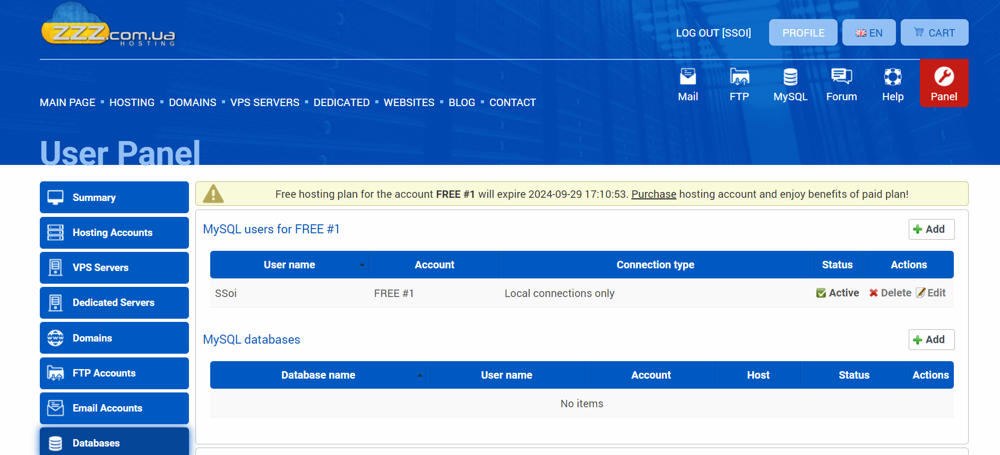 zzz.com.ua
HOSTING
LOG OUT [SSOI]
PROFILE
EN
CART
MAIN PAGE
HOSTING
DOMAINS
VPS SERVERS
DEDICATED
WEBSITES
BLOG
CONTACT
Mail
FTP
MySQL
Forum
Help
Panel
User Panel
Summary
Hosting Accounts
VPS Servers
Dedicated Servers
Domains
FTP Accounts
Email Accounts
Databases
Free hosting plan for the account FREE #1 will expire 2024-09-29 17:10:53. Purchase hosting account and enjoy benefits of paid plan!
MySQL users for FREE #1
Add
User name Account Connection type Status Actions
SSoi FREE #1 Local connections only Active Delete Edit
MySQL databases
Add
Database name User name Account Host Status Actions
No items